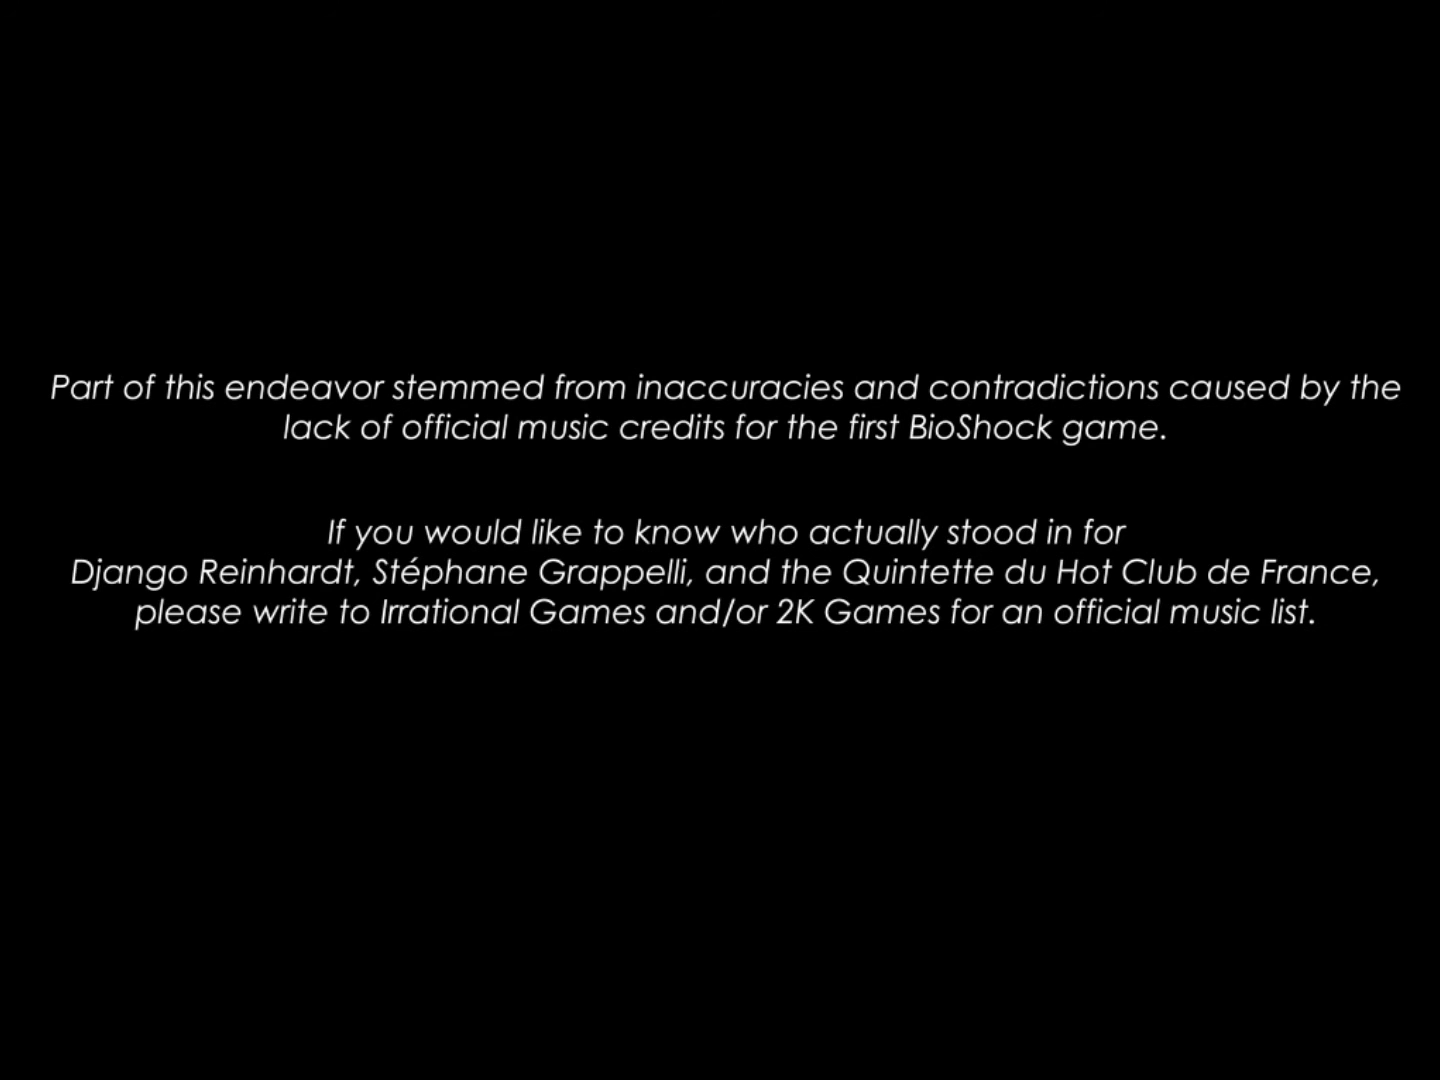 Part of this endeavor stemmed from inaccuracies and contradictions caused by the
lack of official music credits for the first BioShock game.
If you would like to know who actually stood in for
Django Reinhardt, Stéphane Grappelli, and the Quintette du Hot Club de France,
please write to Irrational Games and/or 2K Games for an official music list.